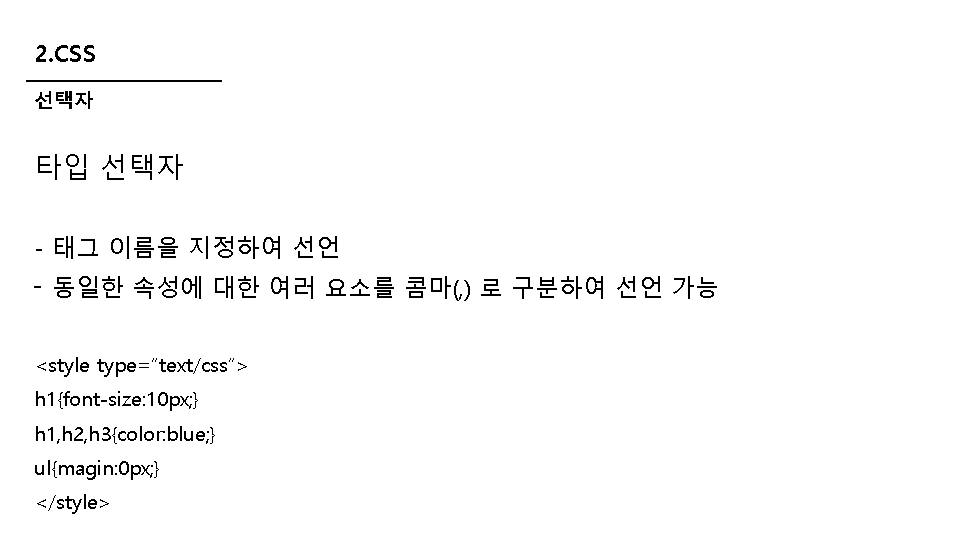 2.CSS
선택자
타입 선택자
- 태그 이름을 지정하여 선언
- 동일한 속성에 대한 여러 요소를 콤마(,) 로 구분하여 선언 가능
<style type=”text/css”>
h1{font-size:10px;}
h1,h2,h3{color:blue;}
ul{magin:0px;}
</style>